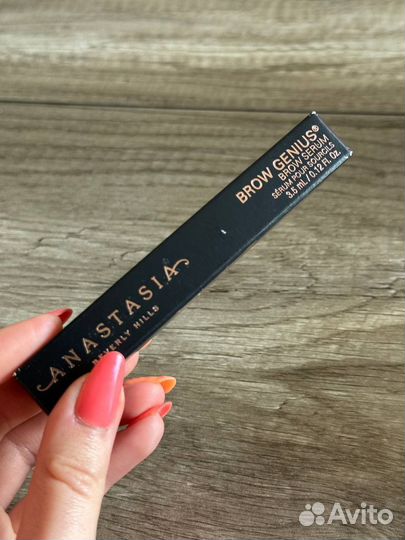 ANASTASIA
BEVERLY HILLS
BROW GENIUS®
BROW SERUM
SÉRUM POUR SOURCILS
3.5 mL / 0.12 fl. Oz.
Avito